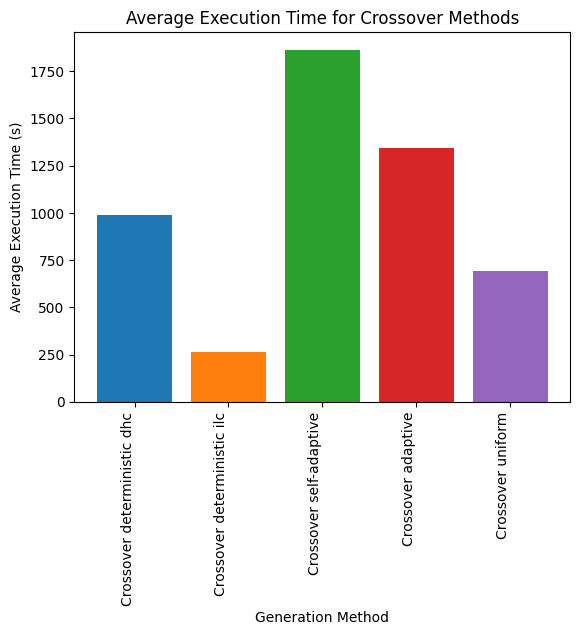 Average Execution Time for Crossover Methods
Average Execution Time (s)
1750
1500
1250
1000
750
500
250
0
Crossover deterministic dhc
Crossover deterministic ilc
Crossover self-adaptive
Crossover adaptive
Crossover uniform
Generation Method